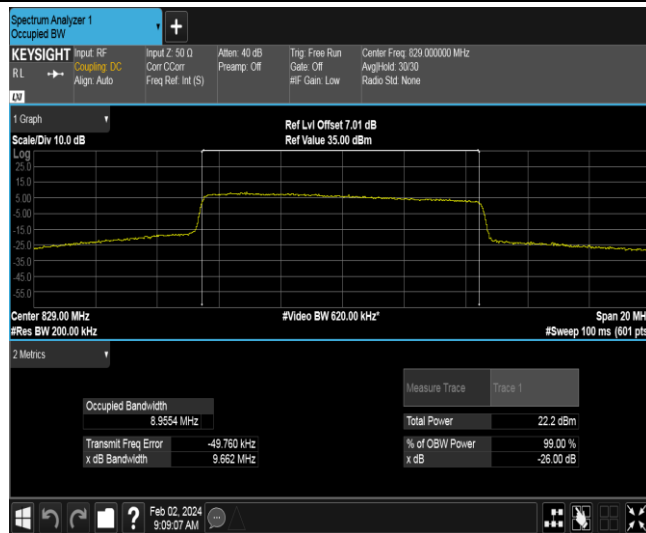 Spectrum Analyzer 1
Occupied BW
+
KEYSIGHT
RL
Input: RF
Coupling: DC
Align: Auto
Input Z: 50 Ω
Corr CCorr
Freq Ref: Int (S)
Atten: 40 dB
Preamp: Off
Trig: Free Run
Gate: Off
#IF Gain: Low
Center Freq: 829.000000 MHz
Avg|Hold: 30/30
Radio Std: None
1 Graph
Scale/Div 10.0 dB
Ref Lvl Offset 7.01 dB
Ref Value 35.00 dBm
Log
25.0
15.0
5.00
-5.00
-15.0
-25.0
-35.0
-45.0
-55.0
Center 829.00 MHz
#Video BW 620.00 kHz*
Span 20 MH
#Res BW 200.00 kHz
#Sweep 100 ms (601 pts
2 Metrics
Measure Trace
Trace 1
Occupied Bandwidth
8.9554 MHz
Total Power
22.2 dBm
Transmit Freq Error
-49.760 kHz
% of OBW Power
99.00 %
x dB Bandwidth
9.662 MHz
x dB
-26.00 dB
?
Feb 02, 2024
9:09:07 AM